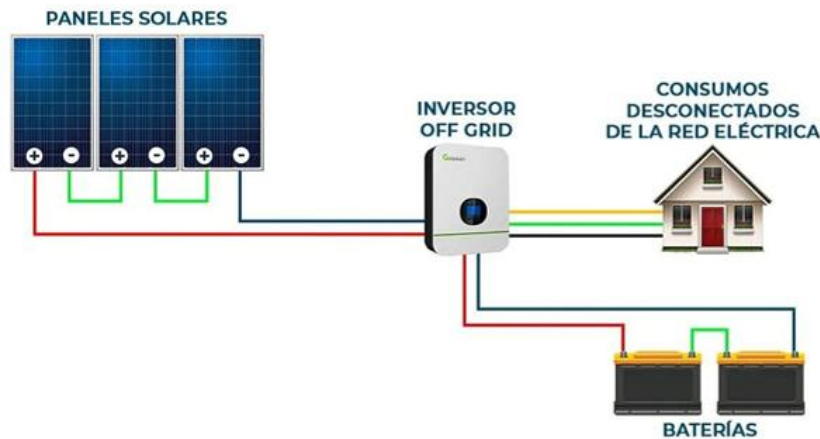 PANELES SOLARES
+ - + - + -
INVERSOR
OFF GRID
CONSUMOS
DESCONECTADOS
DE LA RED ELÉCTRICA
BATERÍAS